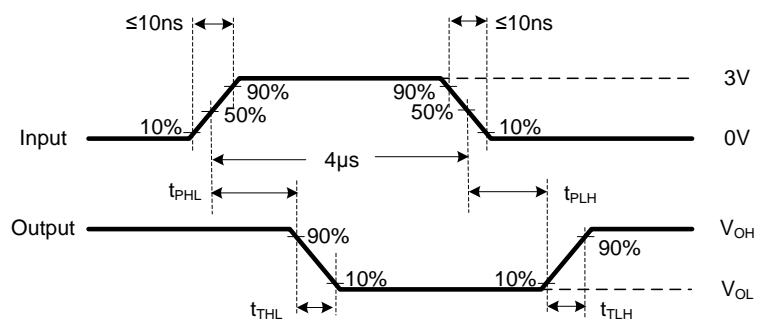 ≤10ns ≤10ns
90% 90% 3V
50% 50%
Input 10% 10% 0V
4μs
tPHL tPLH
Output VOH
90% 90%
10% 10% VOL
tTHL tTLH